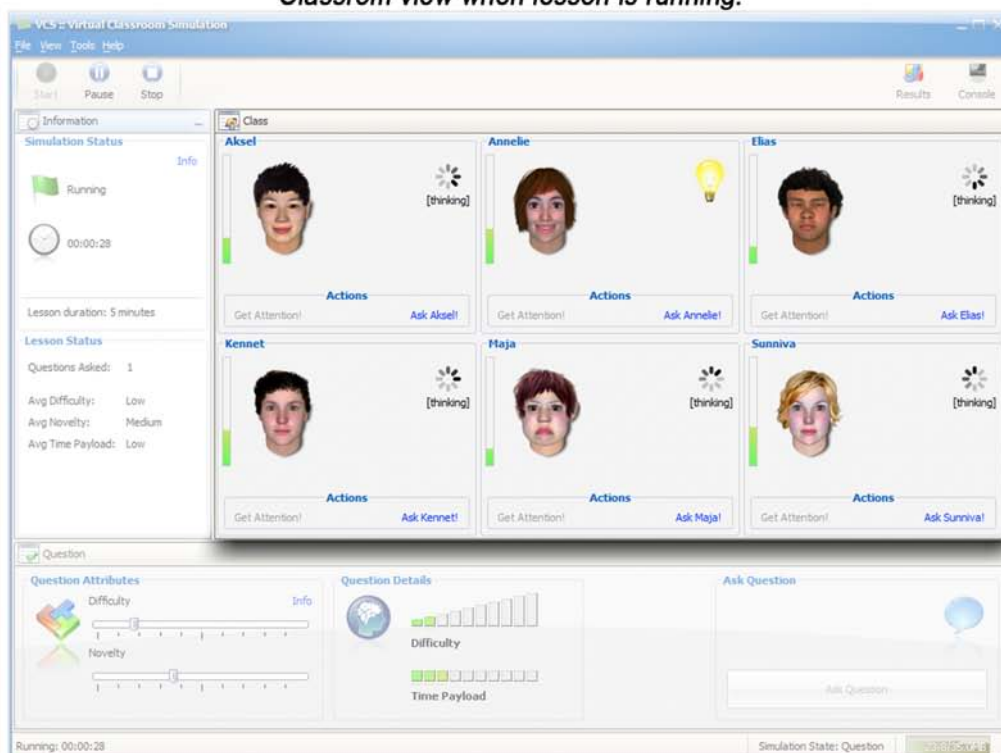 Classrom view when lesson is running.
VCS :: Virtual Classroom Simulation
File View Tools Help
Start Pause Stop Results Console
Information
Simulation Status
Info
Running
00:00:28
Lesson duration: 5 minutes
Lesson Status
Questions Asked: 1
Avg Difficulty: Low
Avg Novelty: Medium
Avg Time Payload: Low
Class
Aksel
[thinking]
Actions
Get Attention! Ask Aksel!
Annelie
Actions
Get Attention! Ask Annelie!
Elias
[thinking]
Actions
Get Attention! Ask Elias!
Kennet
[thinking]
Actions
Get Attention! Ask Kennet!
Maja
[thinking]
Actions
Get Attention! Ask Maja!
Sunniva
[thinking]
Actions
Get Attention! Ask Sunniva!
Question
Question Attributes
Difficulty Info
Novelty
Question Details
Difficulty
Time Payload
Ask Question
Ask Question
Running: 00:00:28
Simulation State: Question